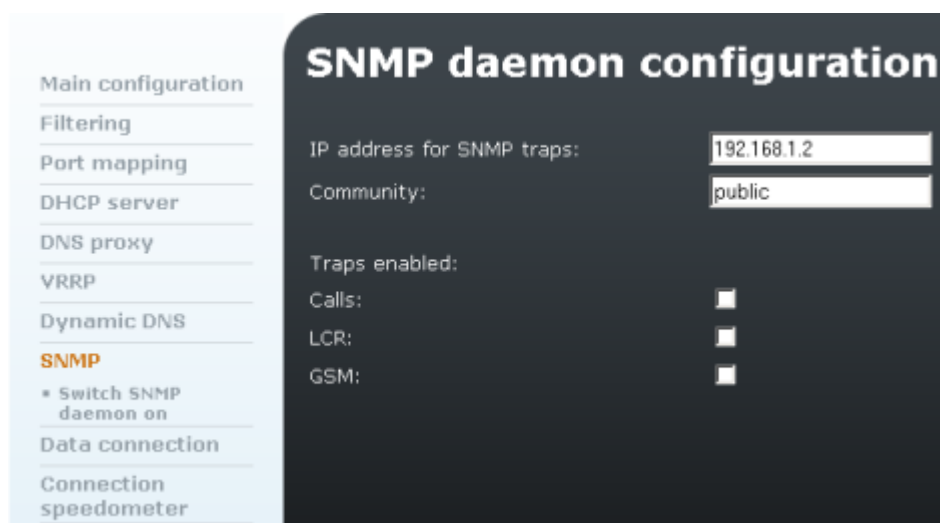 Main configuration
Filtering
Port mapping
DHCP server
DNS proxy
VRRP
Dynamic DNS
SNMP
Switch SNMP
daemon on
Data connection
Connection
speedometer
SNMP daemon configuration
IP address for SNMP traps: 192.168.1.2
Community: public
Traps enabled:
Calls:
LCR:
GSM: